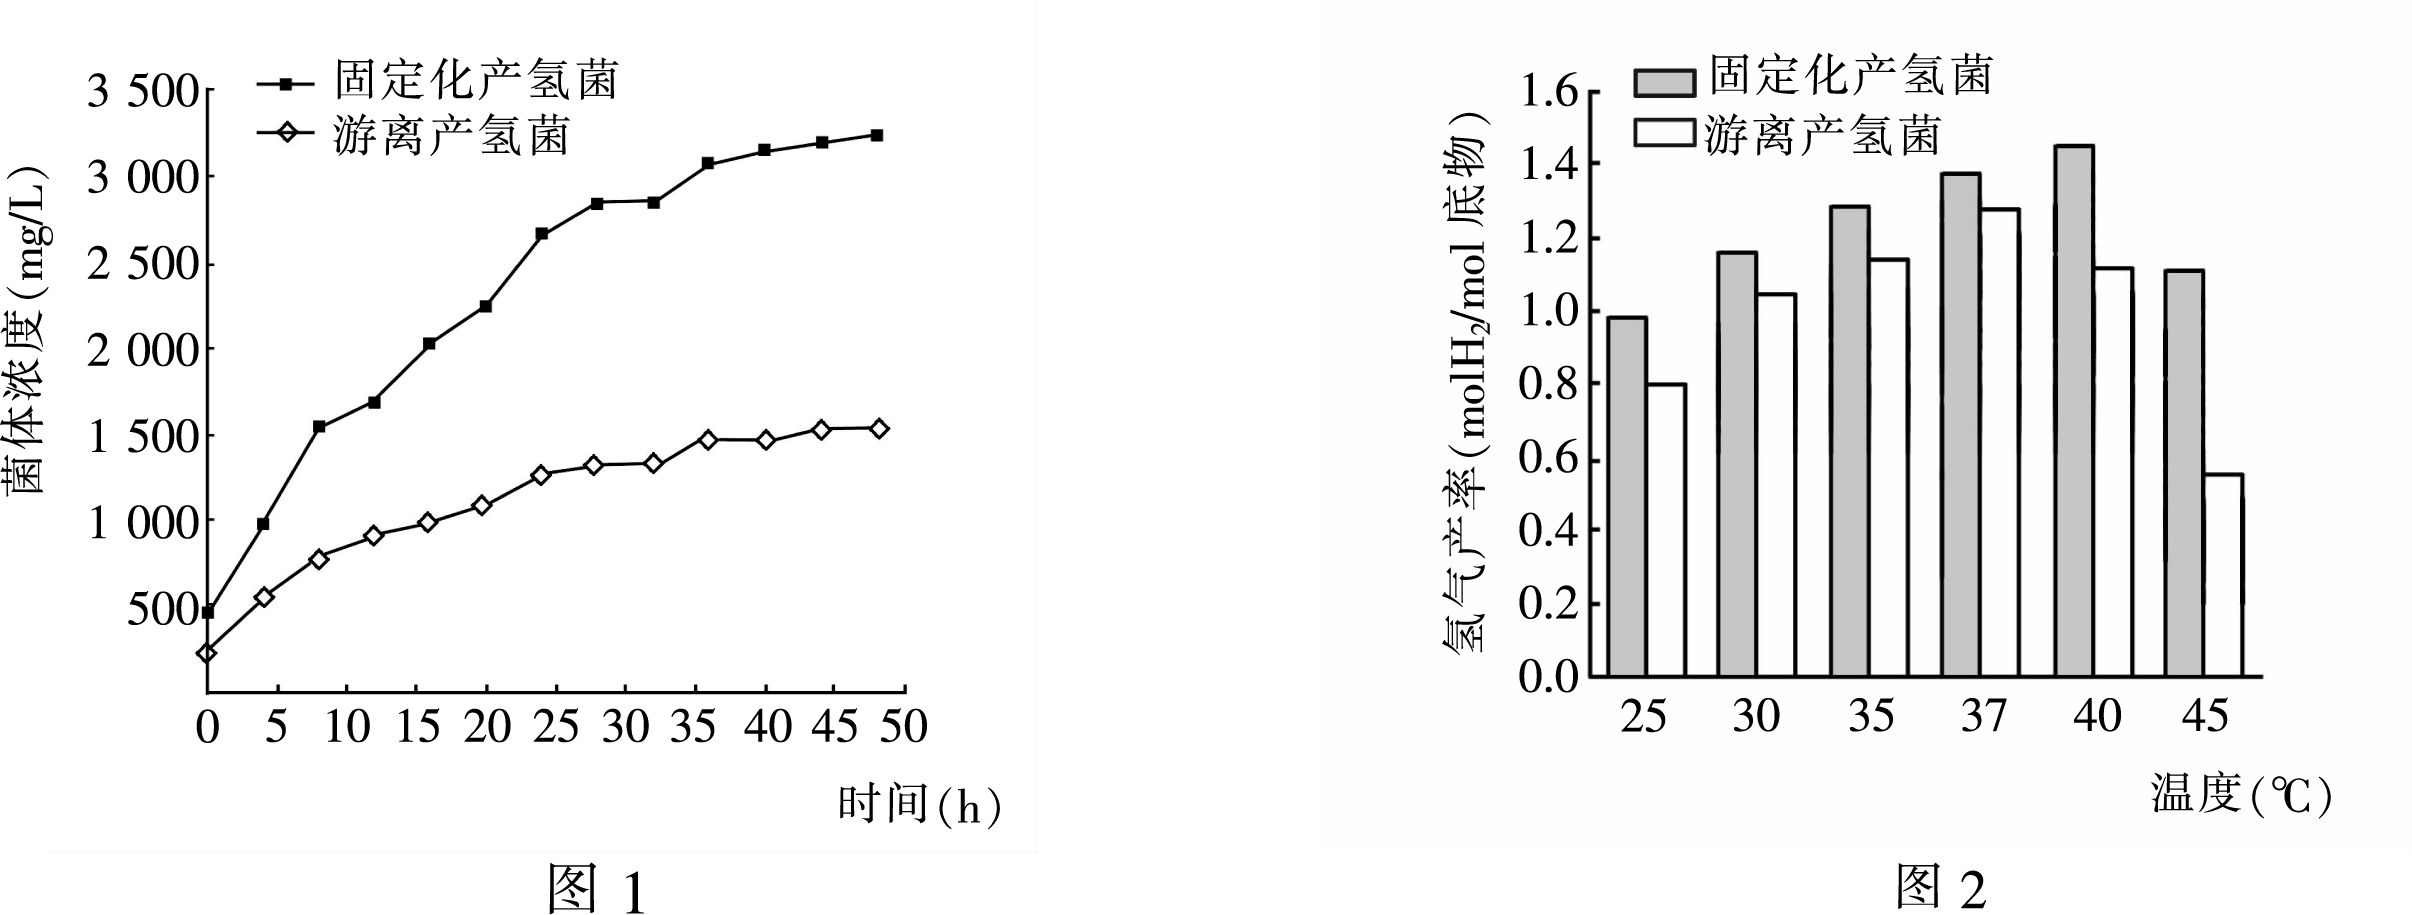 固定化产氢菌
游离产氢菌
菌体浓度(mg/L)
3 500
3 000
2 500
2 000
1 500
1 000
500
0 5 10 15 20 25 30 35 40 45 50
时间(h)
图 1
固定化产氢菌
游离产氢菌
氢气产率(molH₂/mol 底物)
1.6
1.4
1.2
1.0
0.8
0.6
0.4
0.2
0.0
25 30 35 37 40 45
温度(℃)
图 2